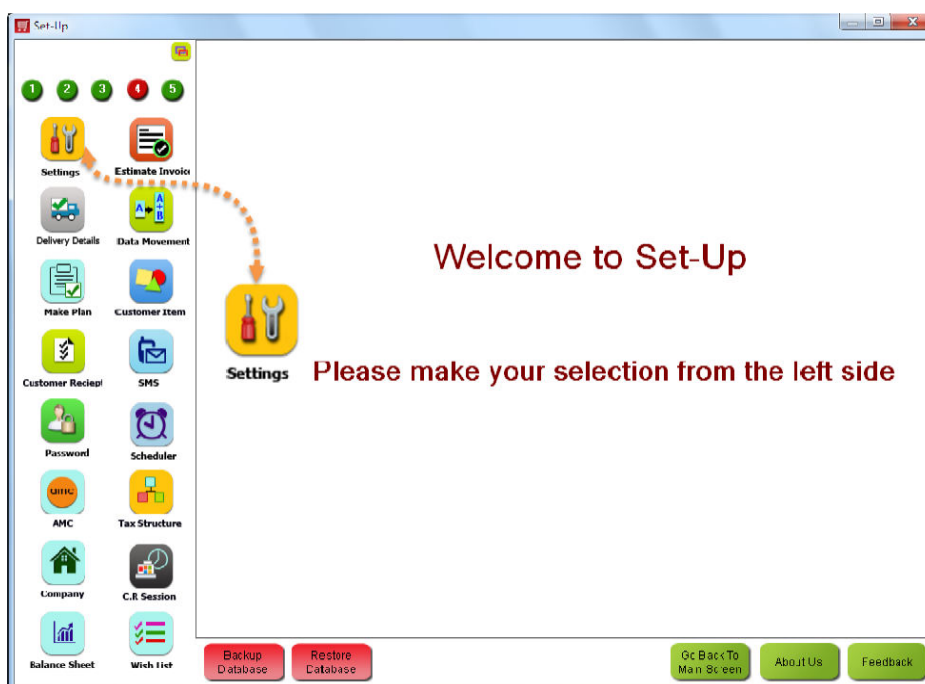 Set-Up
1 2 3 4 5
Settings Estimate Invoice
Delivery Details Data Movement
A A+B
Make Plan Customer Item
Customer Reciept SMS
Password Scheduler
amc
AMC Tax Structure
Company C.R Session
Balance Sheet Wish List
Welcome to Set-Up
Settings
Please make your selection from the left side
Backup Database
Restore Database
Go Back To Main Screen
About Us
Feedback